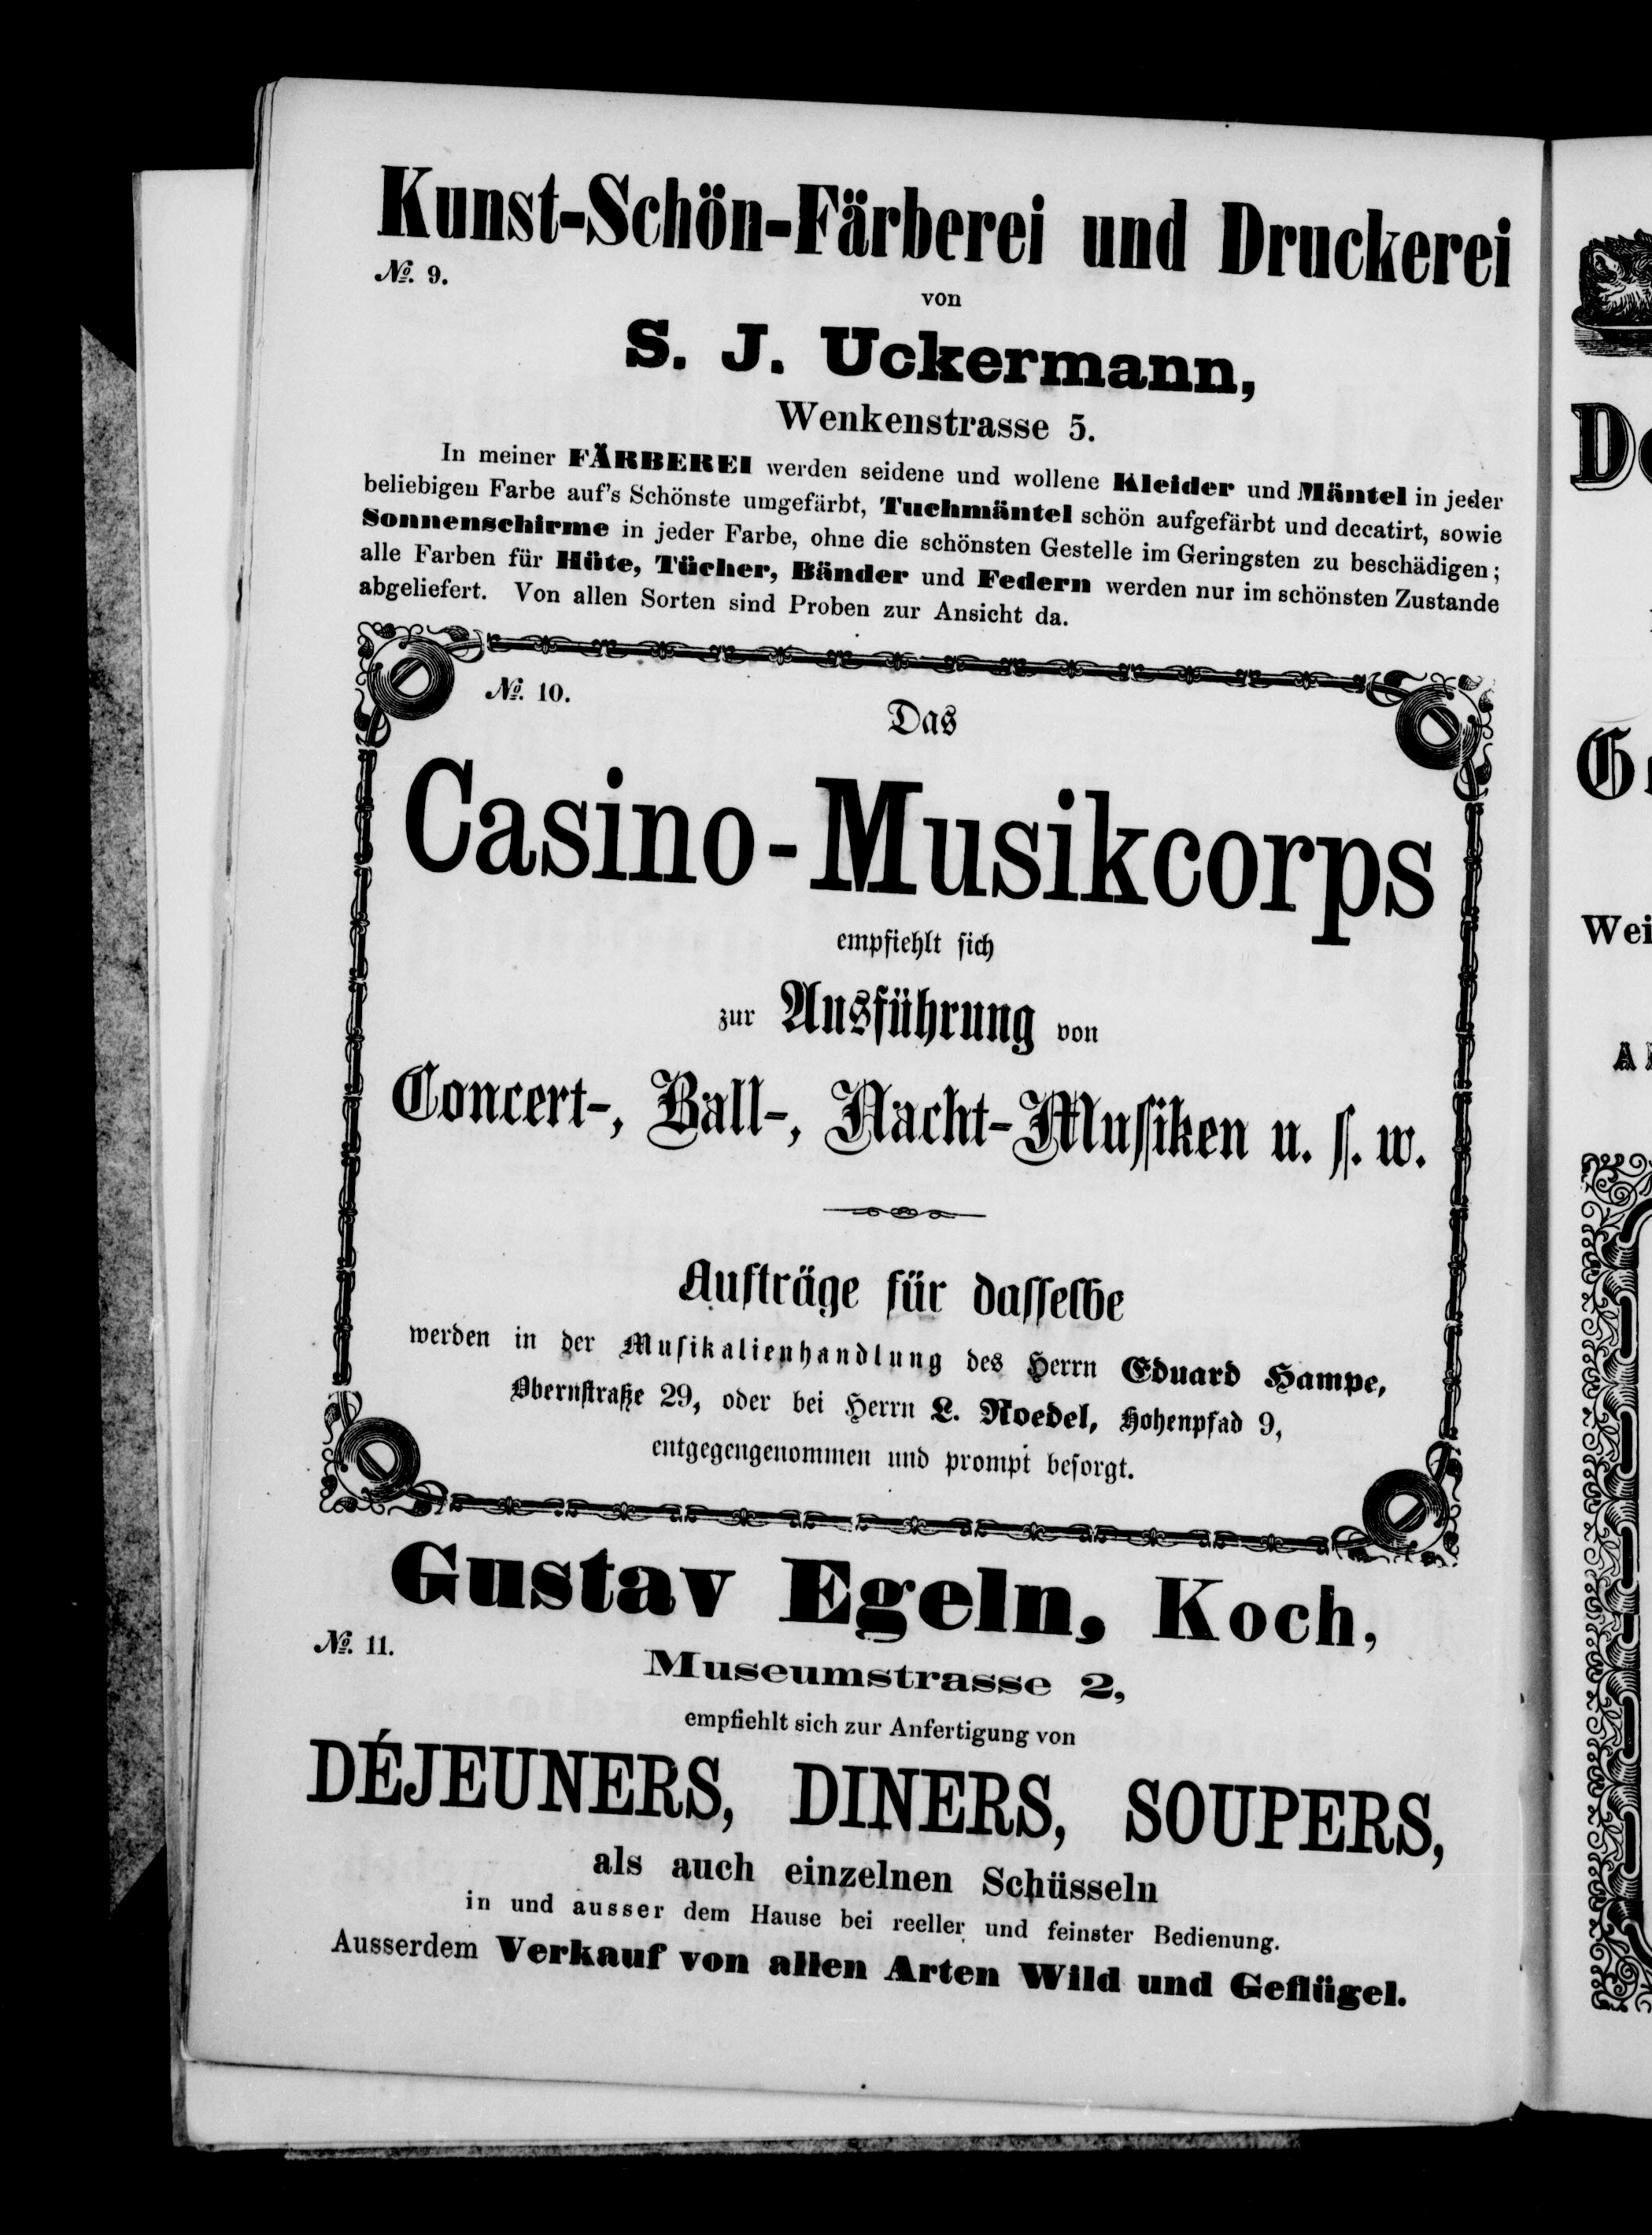 Kunst-Schön-Färberei und Druckerei
№. 9.
von
S. J. Uckermann,
Wenkenstrasse 5.
In meiner FÄRBEREI werden seidene und wollene Kleider und Mäntel in jeder
beliebigen Farbe auf's Schönste umgefärbt, Tuchmäntel schön aufgefärbt und decatirt, sowie
Sonnenschirme in jeder Farbe, ohne die schönsten Gestelle im Geringsten zu beschädigen;
alle Farben für Hüte, Tücher, Bänder und Federn werden nur im schönsten Zustande
abgeliefert. Von allen Sorten sind Proben zur Ansicht da.
№. 10.
Das
Casino-Musikcorps
empfiehlt sich
zur Ausführung von
Concert-, Ball-, Nacht-Musiken u. s. w.
Aufträge für dasselbe
werden in der Musikalienhandlung des Herrn Eduard Hampe,
Obernstraße 29, oder bei Herrn L. Roedel, Hohenpfad 9,
entgegengenommen und prompt besorgt.
Gustav Egeln, Koch,
№. 11.
Museumstrasse 2,
empfiehlt sich zur Anfertigung von
DÉJEUNERS, DINERS, SOUPERS,
als auch einzelnen Schüsseln
in und ausser dem Hause bei reeller und feinster Bedienung.
Ausserdem Verkauf von allen Arten Wild und Geflügel.